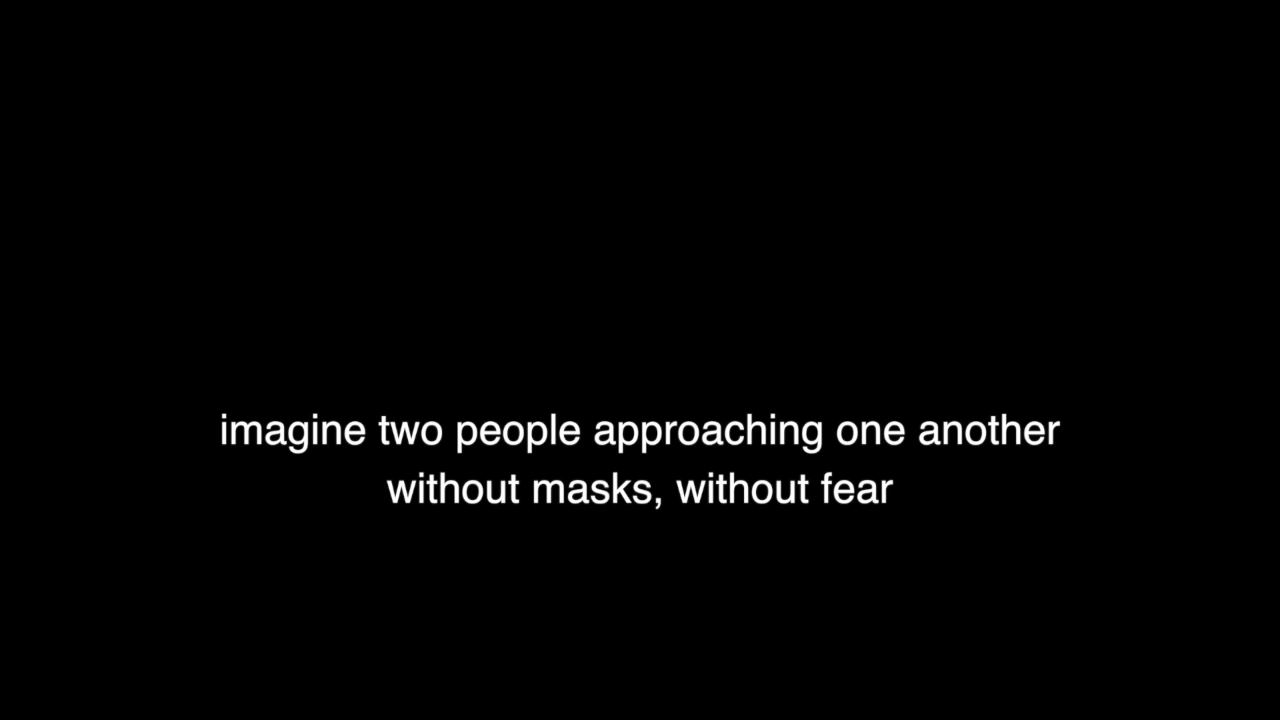 imagine two people approaching one another
without masks, without fear